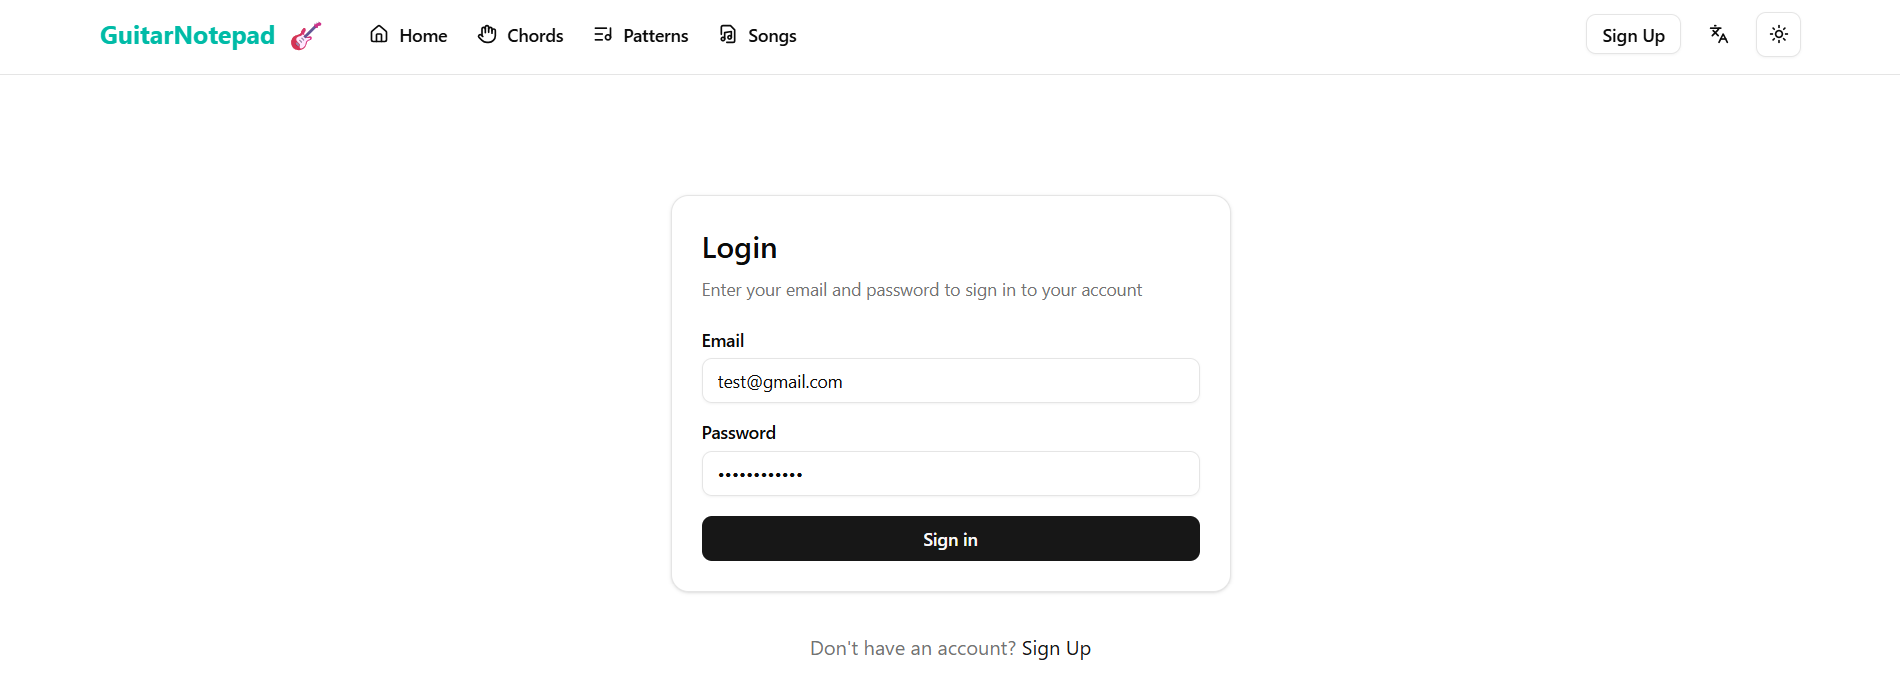 GuitarNotepad Home Chords Patterns Songs Sign Up
Login
Enter your email and password to sign in to your account
Email
test@gmail.com
Password
••••••••••••
Sign in
Don't have an account? Sign Up